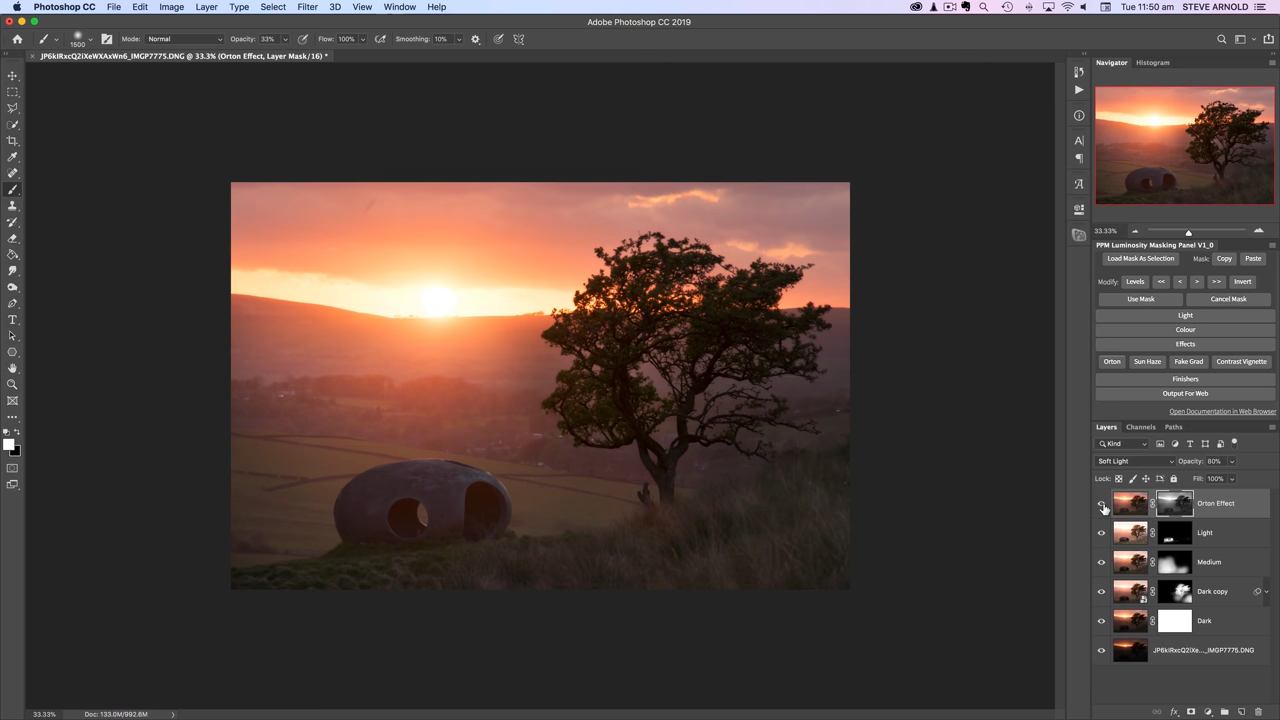 Photoshop CC File Edit Image Layer Type Select Filter 3D View Window Help Tue 11:50 am STEVE ARNOLD
Adobe Photoshop CC 2019
1500 Mode: Normal Opacity: 33% Flow: 100% Smoothing: 10%
JP6kIRxcQ2iXeWXAxWn6_IMGP7775.DNG @ 33.3% (Orton Effect, Layer Mask/16) *
Navigator Histogram
33.33%
PPM Luminosity Masking Panel V1_0
Load Mask As Selection Mask: Copy Paste
Modify: Levels << < > >> Invert
Use Mask Cancel Mask
Light
Colour
Effects
Orton Sun Haze Fake Grad Contrast Vignette
Finishers
Output For Web
Open Documentation in Web Browser
Layers Channels Paths
Kind
Soft Light Opacity: 80%
Lock: Fill: 100%
Orton Effect
Light
Medium
Dark copy
Dark
JP6kIRxcQ2iXe..._IMGP7775.DNG
33.33% Doc: 133.0M/992.6M